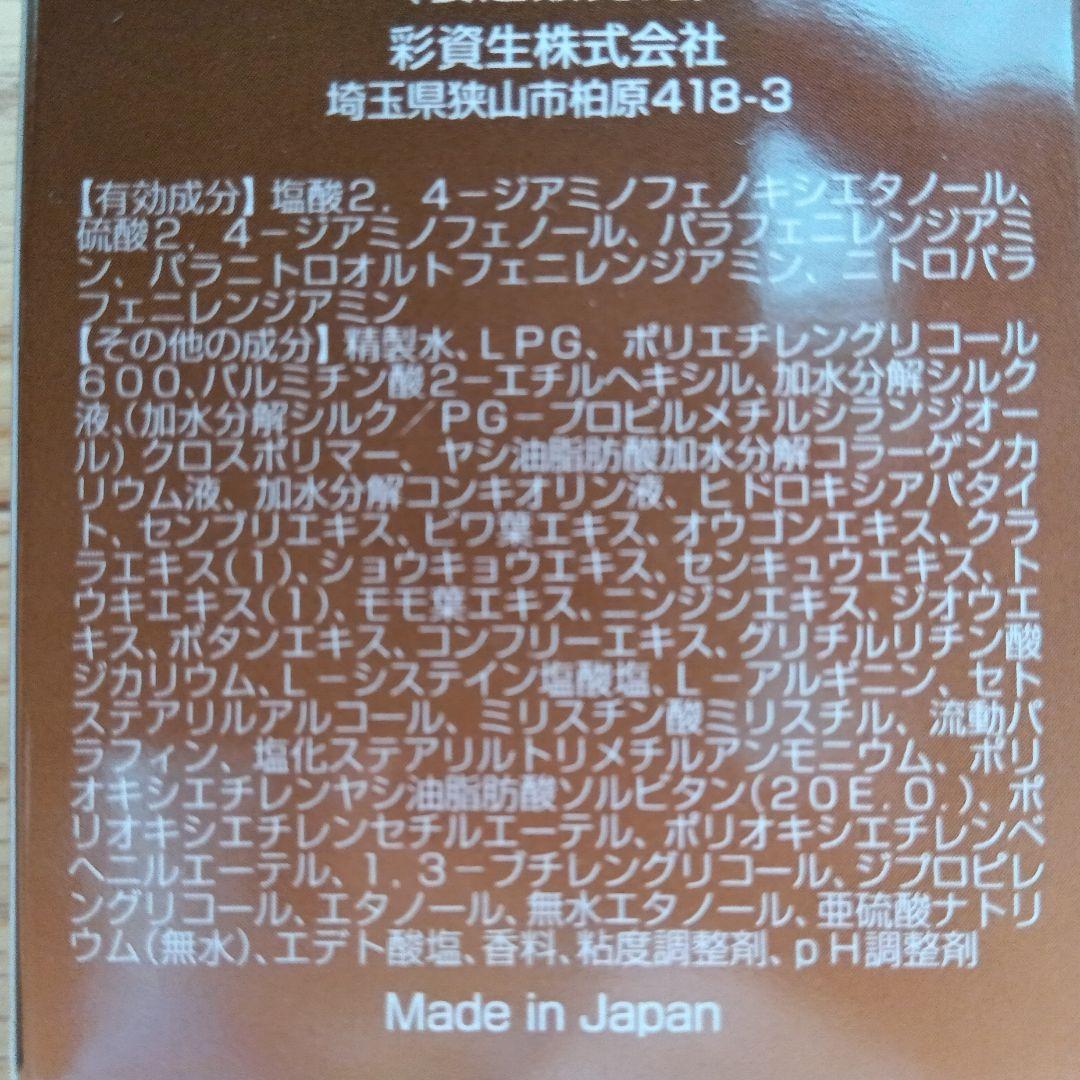 彩資生株式会社
埼玉県狭山市柏原418-3
【有効成分】塩酸2．4－ジアミノフェノキシエタノール、
硫酸2．4－ジアミノフェノール、パラフェニレンジアミ
ン、パラニトロオルトフェニレンジアミン、ニトロパラ
フェニレンジアミン
【その他の成分】精製水、LPG、ポリエチレングリコール
600、パルミチン酸2－エチルヘキシル、加水分解シルク
液、(加水分解シルク／PG－プロピルメチルシランジオー
ル)クロスポリマー、ヤシ油脂肪酸加水分解コラーゲンカ
リウム液、加水分解コンキオリン液、ヒドロキシアパタイ
ト、センブリエキス、ビワ葉エキス、オウゴンエキス、クラ
ラエキス(1)、ショウキョウエキス、センキュウエキス、ト
ウキエキス(1)、モモ葉エキス、ニンジンエキス、ジオウエ
キス、ボタンエキス、コンフリーエキス、グリチルリチン酸
ジカリウム、L－システイン塩酸塩、L－アルギニン、セト
ステアリルアルコール、ミリスチン酸ミリスチル、流動パ
ラフィン、塩化ステアリルトリメチルアンモニウム、ポリ
オキシエチレンヤシ油脂肪酸ソルビタン(20E.O.)、ポ
リオキシエチレンセチルエーテル、ポリオキシエチレンベ
ヘニルエーテル、1．3－ブチレングリコール、ジプロピレ
ングリコール、エタノール、無水エタノール、亜硫酸ナトリ
ウム(無水)、エデト酸塩、香料、粘度調整剤、pH調整剤
Made in Japan